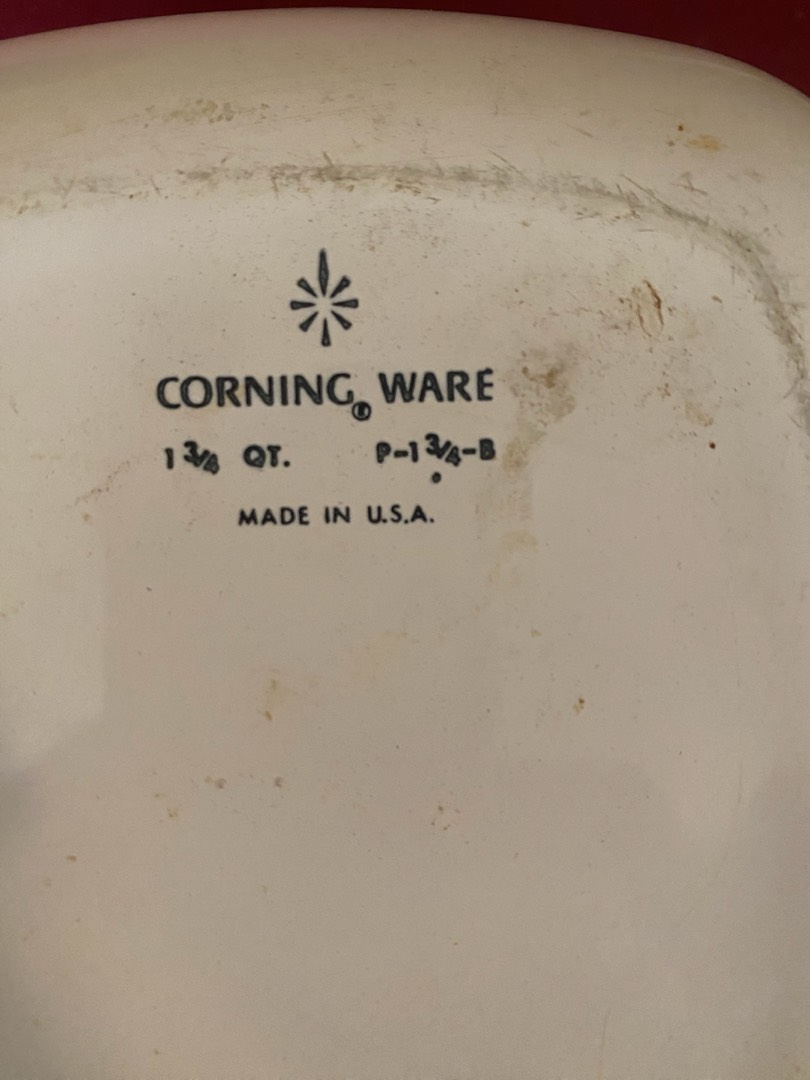 CORNING® WARE
1 3/4 QT. P-1 3/4-B
MADE IN U.S.A.